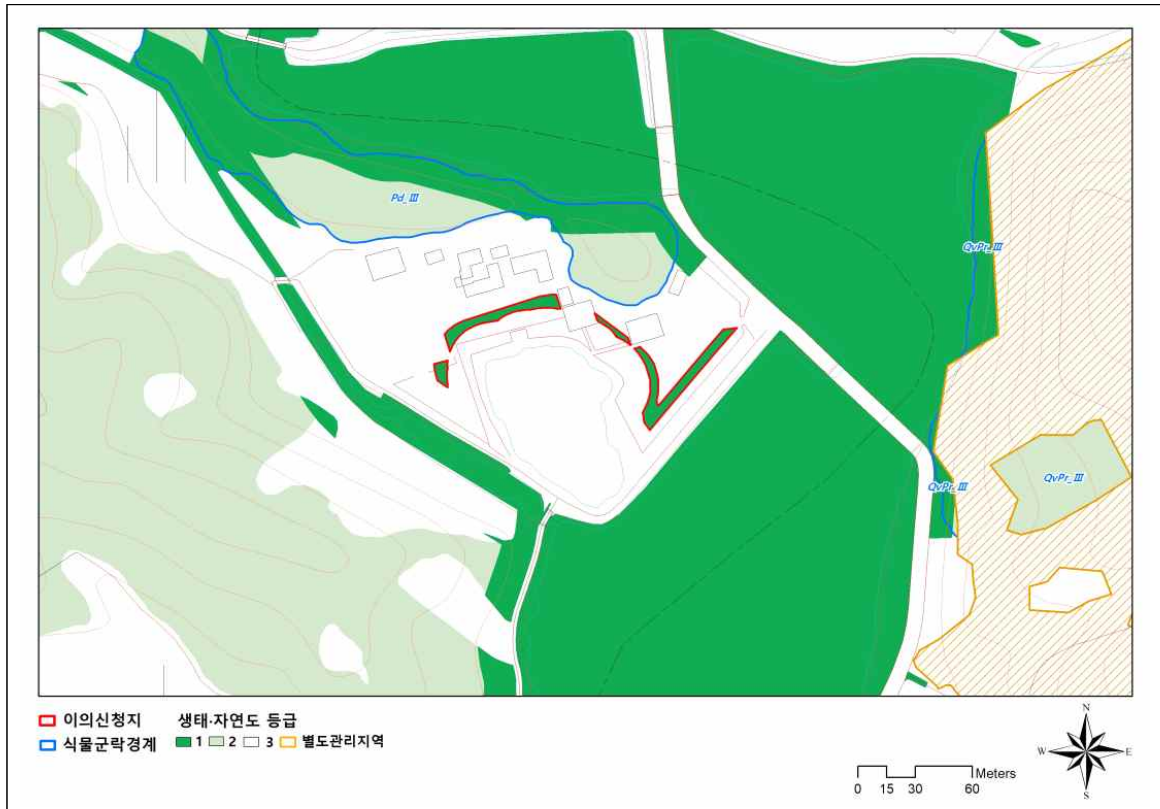 Pd_Ⅲ
QvPr_Ⅲ
QvPr_Ⅲ
QvPr_Ⅲ
이의신청지
생태·자연도 등급
식물군락경계
1 2 3 별도관리지역
N
W E
S
Meters
0 15 30 60